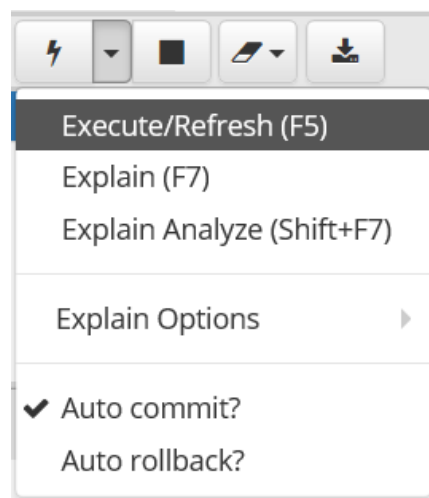 Execute/Refresh (F5)
Explain (F7)
Explain Analyze (Shift+F7)
Explain Options
Auto commit?
Auto rollback?